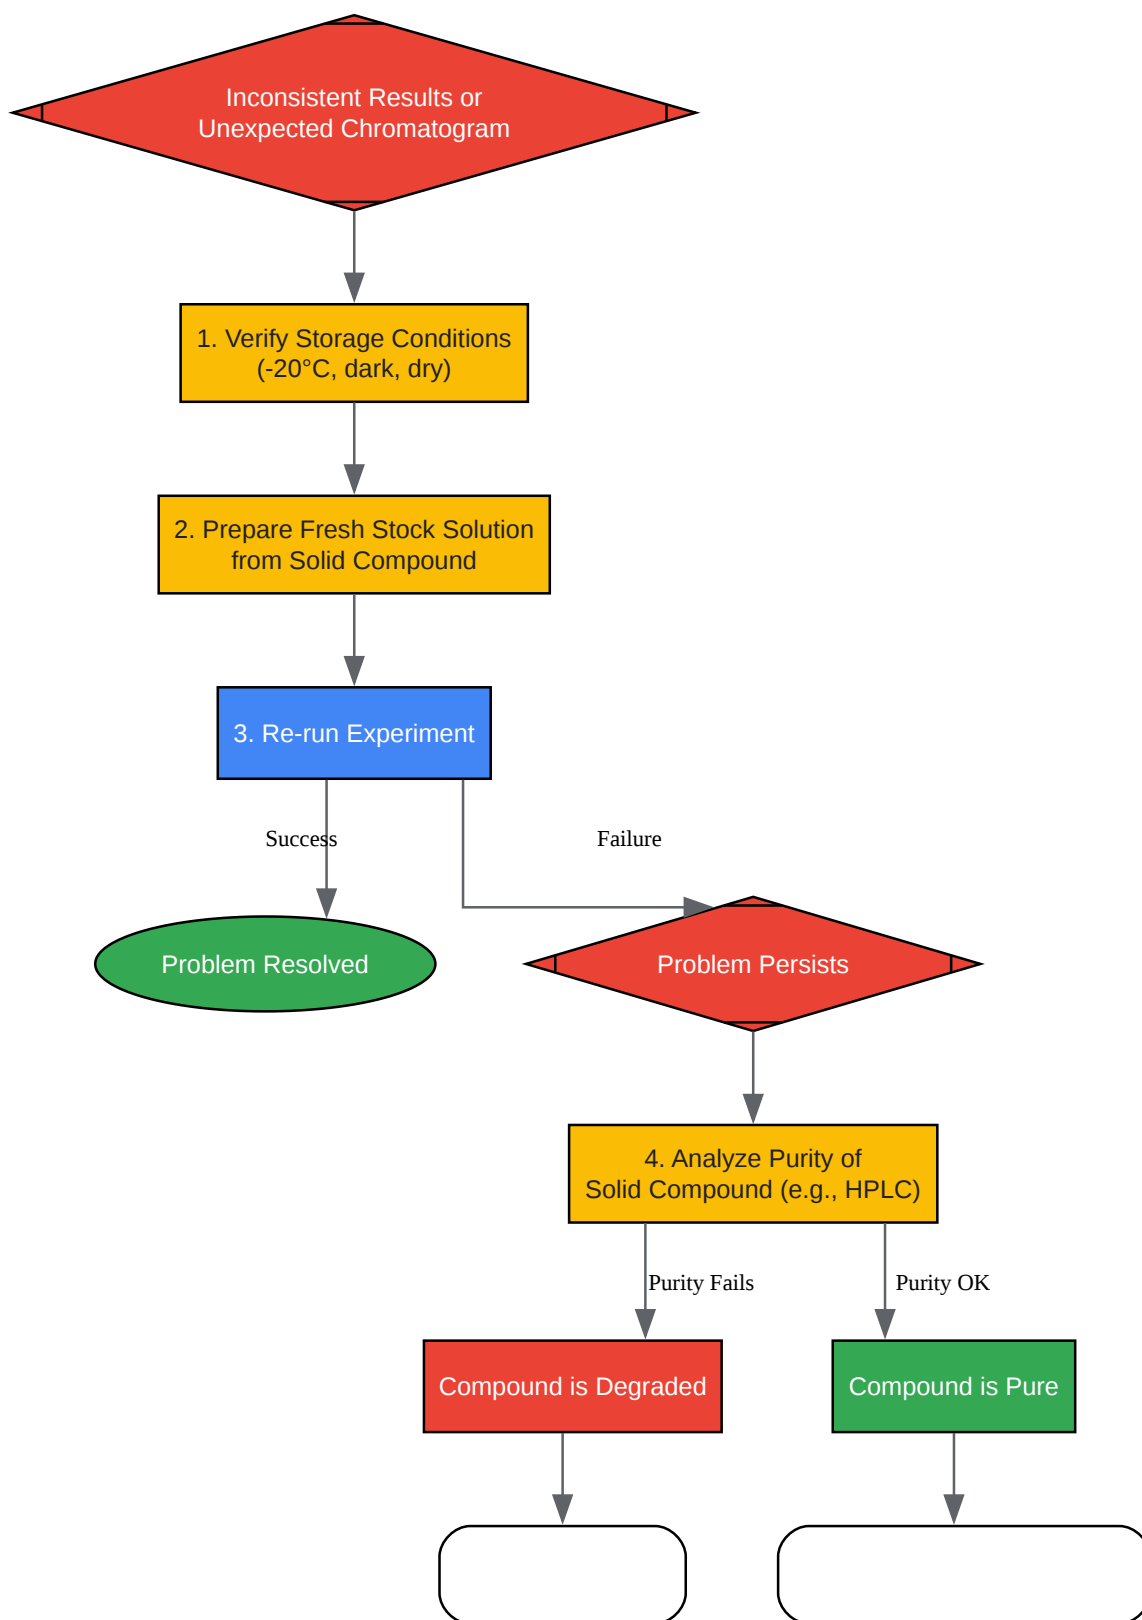 Inconsistent Results or
Unexpected Chromatogram
1. Verify Storage Conditions
(-20°C, dark, dry)
2. Prepare Fresh Stock Solution
from Solid Compound
3. Re-run Experiment
Success
Failure
Problem Resolved
Problem Persists
4. Analyze Purity of
Solid Compound (e.g., HPLC)
Purity Fails
Purity OK
Compound is Degraded
Compound is Pure